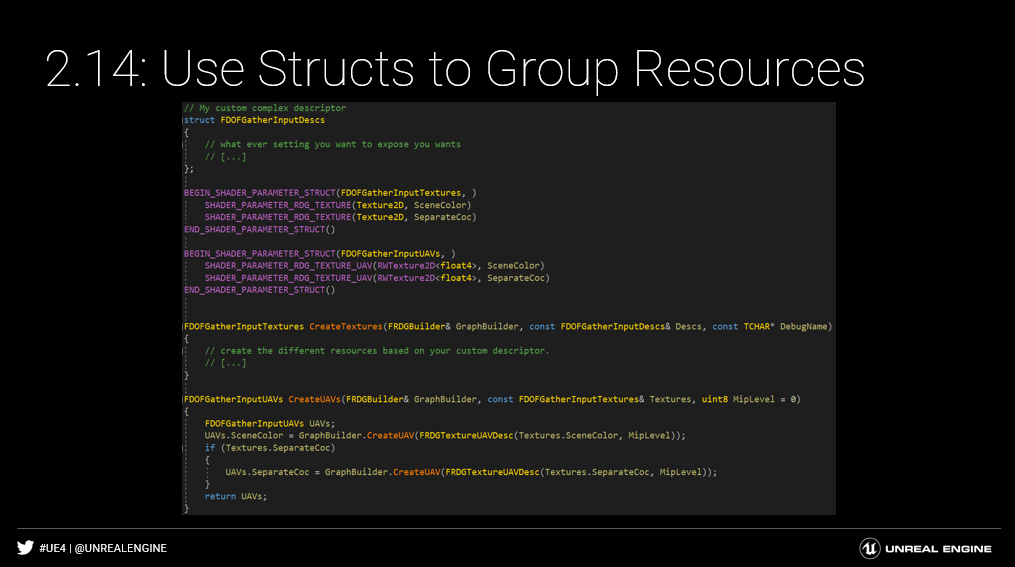 2.14: Use Structs to Group Resources
// My custom complex descriptor
struct FDOFGatherInputDescs
{
// what ever setting you want to expose you wants
// [...]
};
BEGIN_SHADER_PARAMETER_STRUCT(FDOFGatherInputTextures, )
SHADER_PARAMETER_RDG_TEXTURE(Texture2D, SceneColor)
SHADER_PARAMETER_RDG_TEXTURE(Texture2D, SeparateCoc)
END_SHADER_PARAMETER_STRUCT()
BEGIN_SHADER_PARAMETER_STRUCT(FDOFGatherInputUAVs, )
SHADER_PARAMETER_RDG_TEXTURE_UAV(RWTexture2D<float4>, SceneColor)
SHADER_PARAMETER_RDG_TEXTURE_UAV(RWTexture2D<float4>, SeparateCoc)
END_SHADER_PARAMETER_STRUCT()
FDOFGatherInputTextures CreateTextures(FRDGBuilder& GraphBuilder, const FDOFGatherInputDescs& Descs, const TCHAR* DebugName)
{
// create the different resources based on your custom descriptor.
// [...]
}
FDOFGatherInputUAVs CreateUAVs(FRDGBuilder& GraphBuilder, const FDOFGatherInputTextures& Textures, uint8 MipLevel = 0)
{
FDOFGatherInputUAVs UAVs;
UAVs.SceneColor = GraphBuilder.CreateUAV(FRDGTextureUAVDesc(Textures.SceneColor, MipLevel));
if (Textures.SeparateCoc)
{
UAVs.SeparateCoc = GraphBuilder.CreateUAV(FRDGTextureUAVDesc(Textures.SeparateCoc, MipLevel));
}
return UAVs;
}
#UE4 | @UNREALENGINE
UNREAL ENGINE